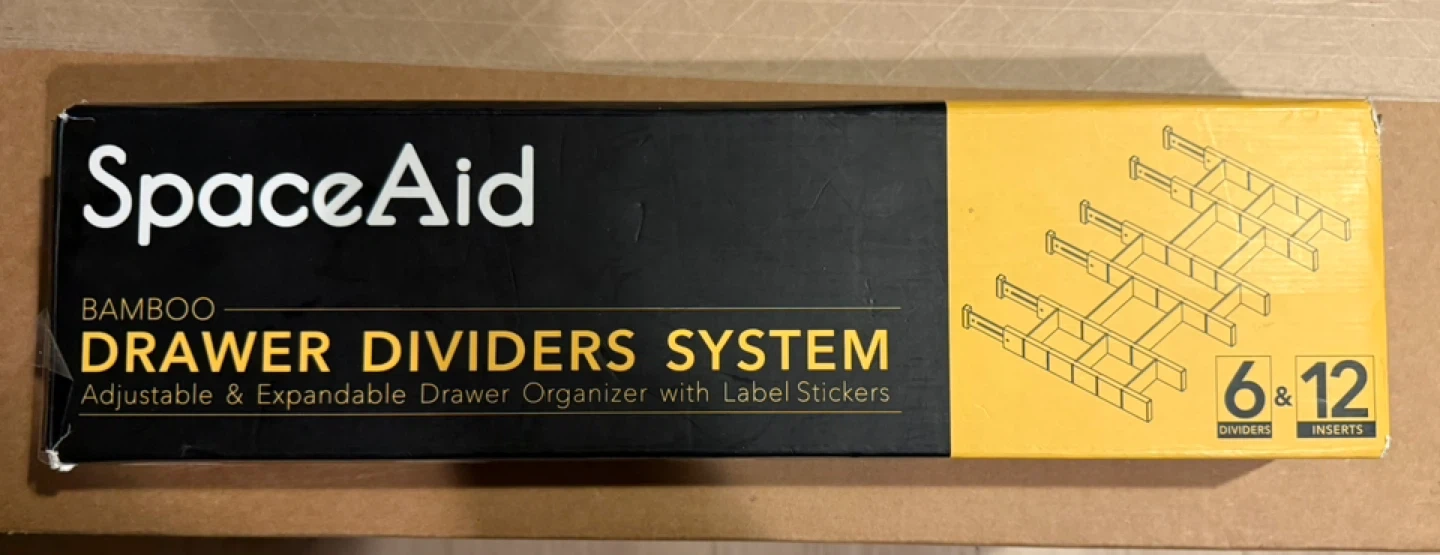 SpaceAid
BAMBOO
DRAWER DIVIDERS SYSTEM
Adjustable & Expandable Drawer Organizer with Label Stickers
6 & 12
DIVIDERS INSERTS